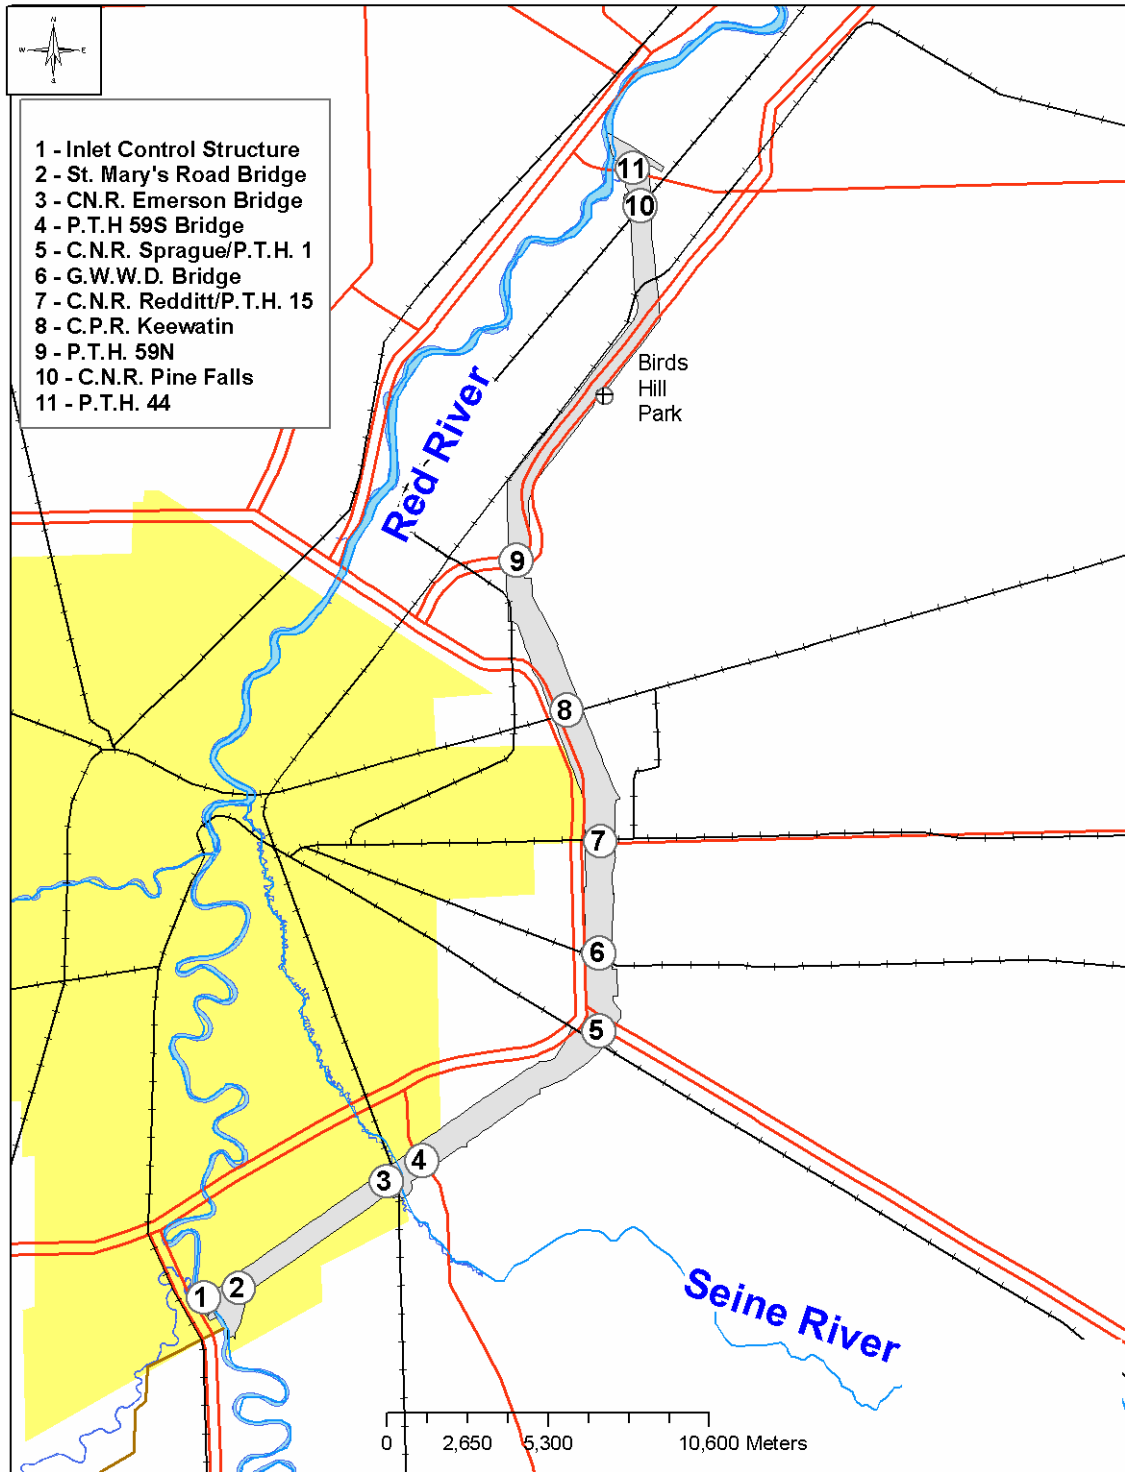 N
W E
S
1 - Inlet Control Structure
2 - St. Mary's Road Bridge
3 - CN.R. Emerson Bridge
4 - P.T.H 59S Bridge
5 - C.N.R. Sprague/P.T.H. 1
6 - G.W.W.D. Bridge
7 - C.N.R. Redditt/P.T.H. 15
8 - C.P.R. Keewatin
9 - P.T.H. 59N
10 - C.N.R. Pine Falls
11 - P.T.H. 44
11
10
Birds
Hill
Park
Red River
9
8
7
6
5
4
3
2
1
Seine River
0 2,650 5,300 10,600 Meters